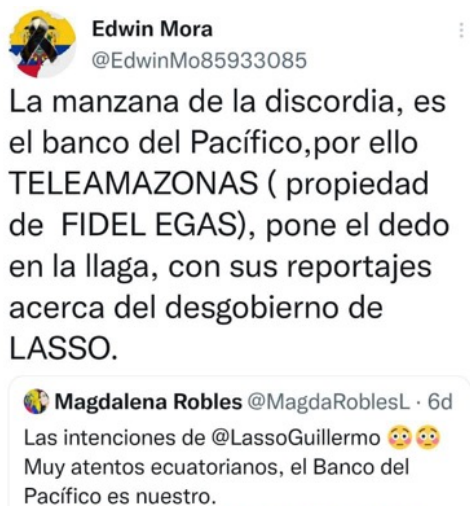 Edwin Mora
@EdwinMo85933085
La manzana de la discordia, es
el banco del Pacífico,por ello
TELEAMAZONAS ( propiedad
de FIDEL EGAS), pone el dedo
en la llaga, con sus reportajes
acerca del desgobierno de
LASSO.
Magdalena Robles @MagdaRoblesL · 6d
Las intenciones de @LassoGuillermo 😳😳
Muy atentos ecuatorianos, el Banco del
Pacífico es nuestro.